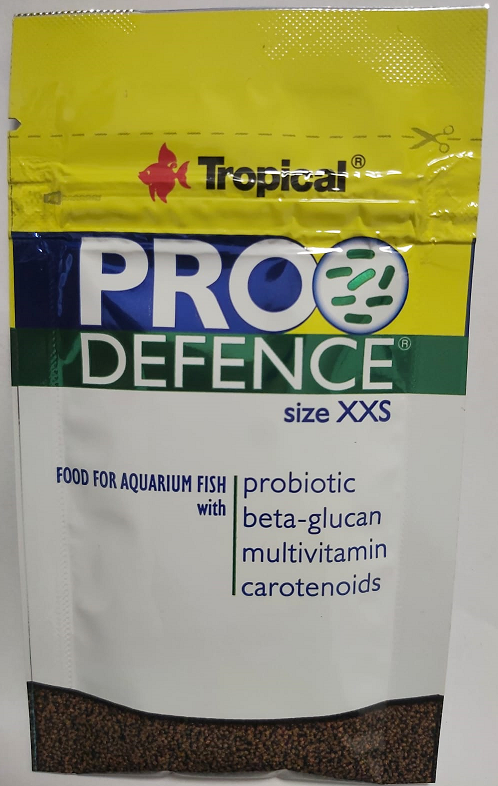 Tropical®
PRO
DEFENCE®
size XXS
FOOD FOR AQUARIUM FISH
with
probiotic
beta-glucan
multivitamin
carotenoids